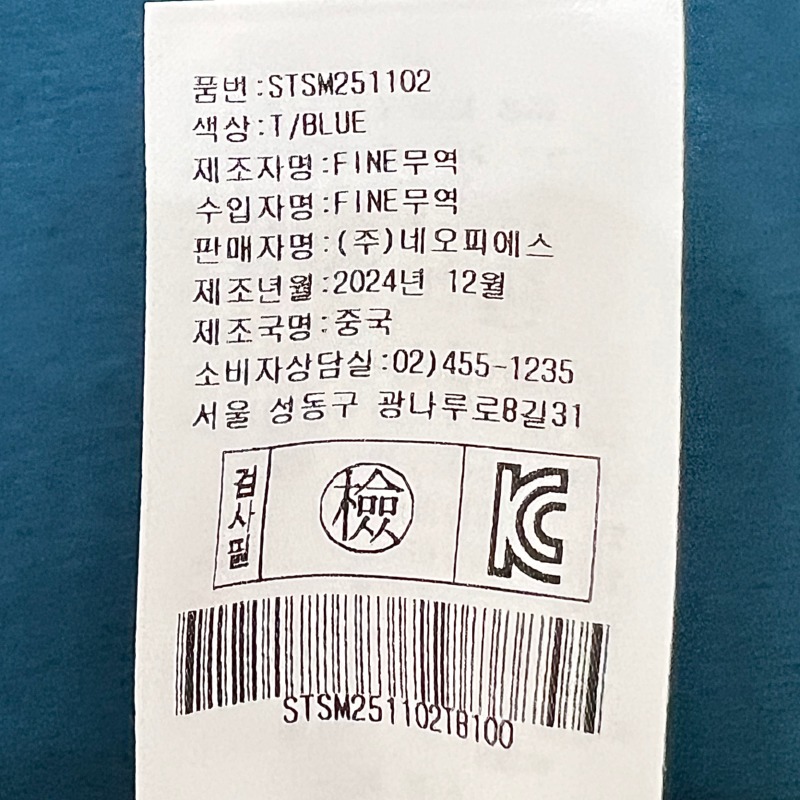 품번:STSM251102
색상:T/BLUE
제조자명:FINE무역
수입자명:FINE무역
판매자명:(주)네오피에스
제조년월:2024년 12월
제조국명:중국
소비자상담실:02)455-1235
서울 성동구 광나루로8길31
검사필
檢
KC
STSM251102TB100